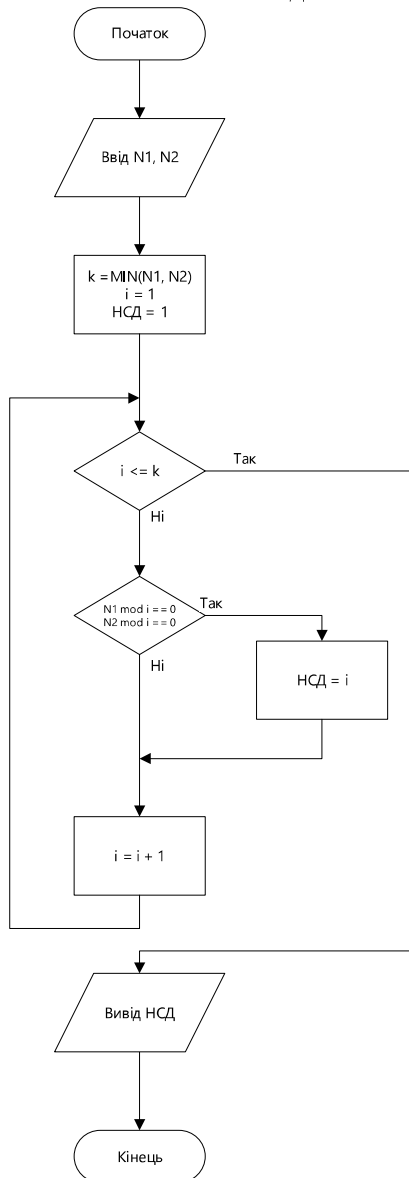 Початок
Ввід N1, N2
k =MIN(N1, N2)
i = 1
НСД = 1
i <= k
Так
Ні
N1 mod i == 0
N2 mod i == 0
Так
Ні
НСД = i
i = i + 1
Вивід НСД
Кінець